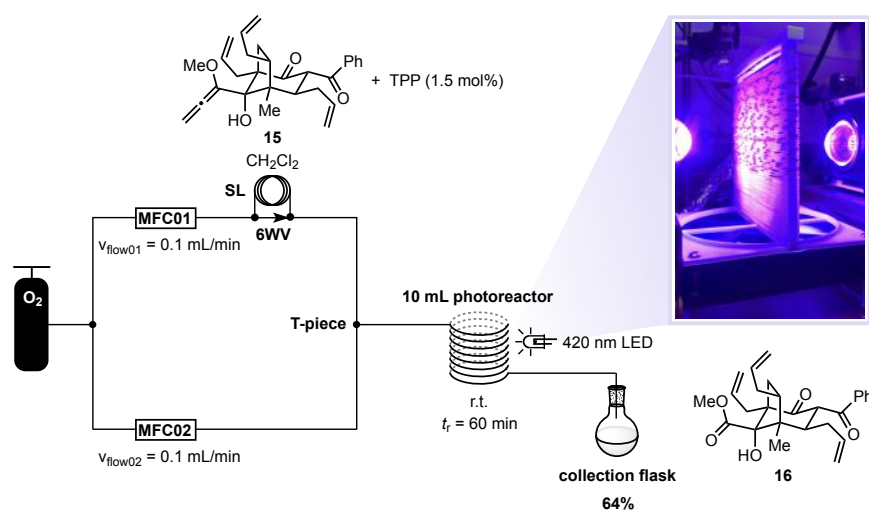 MeO
HO
Me
O
Ph
O
+ TPP (1.5 mol%)
15
CH2Cl2
SL
MFC01
6WV
vflow01 = 0.1 mL/min
O2
T-piece
10 mL photoreactor
420 nm LED
r.t.
tr = 60 min
MFC02
vflow02 = 0.1 mL/min
collection flask
64%
MeO
O
HO
Me
O
Ph
O
16